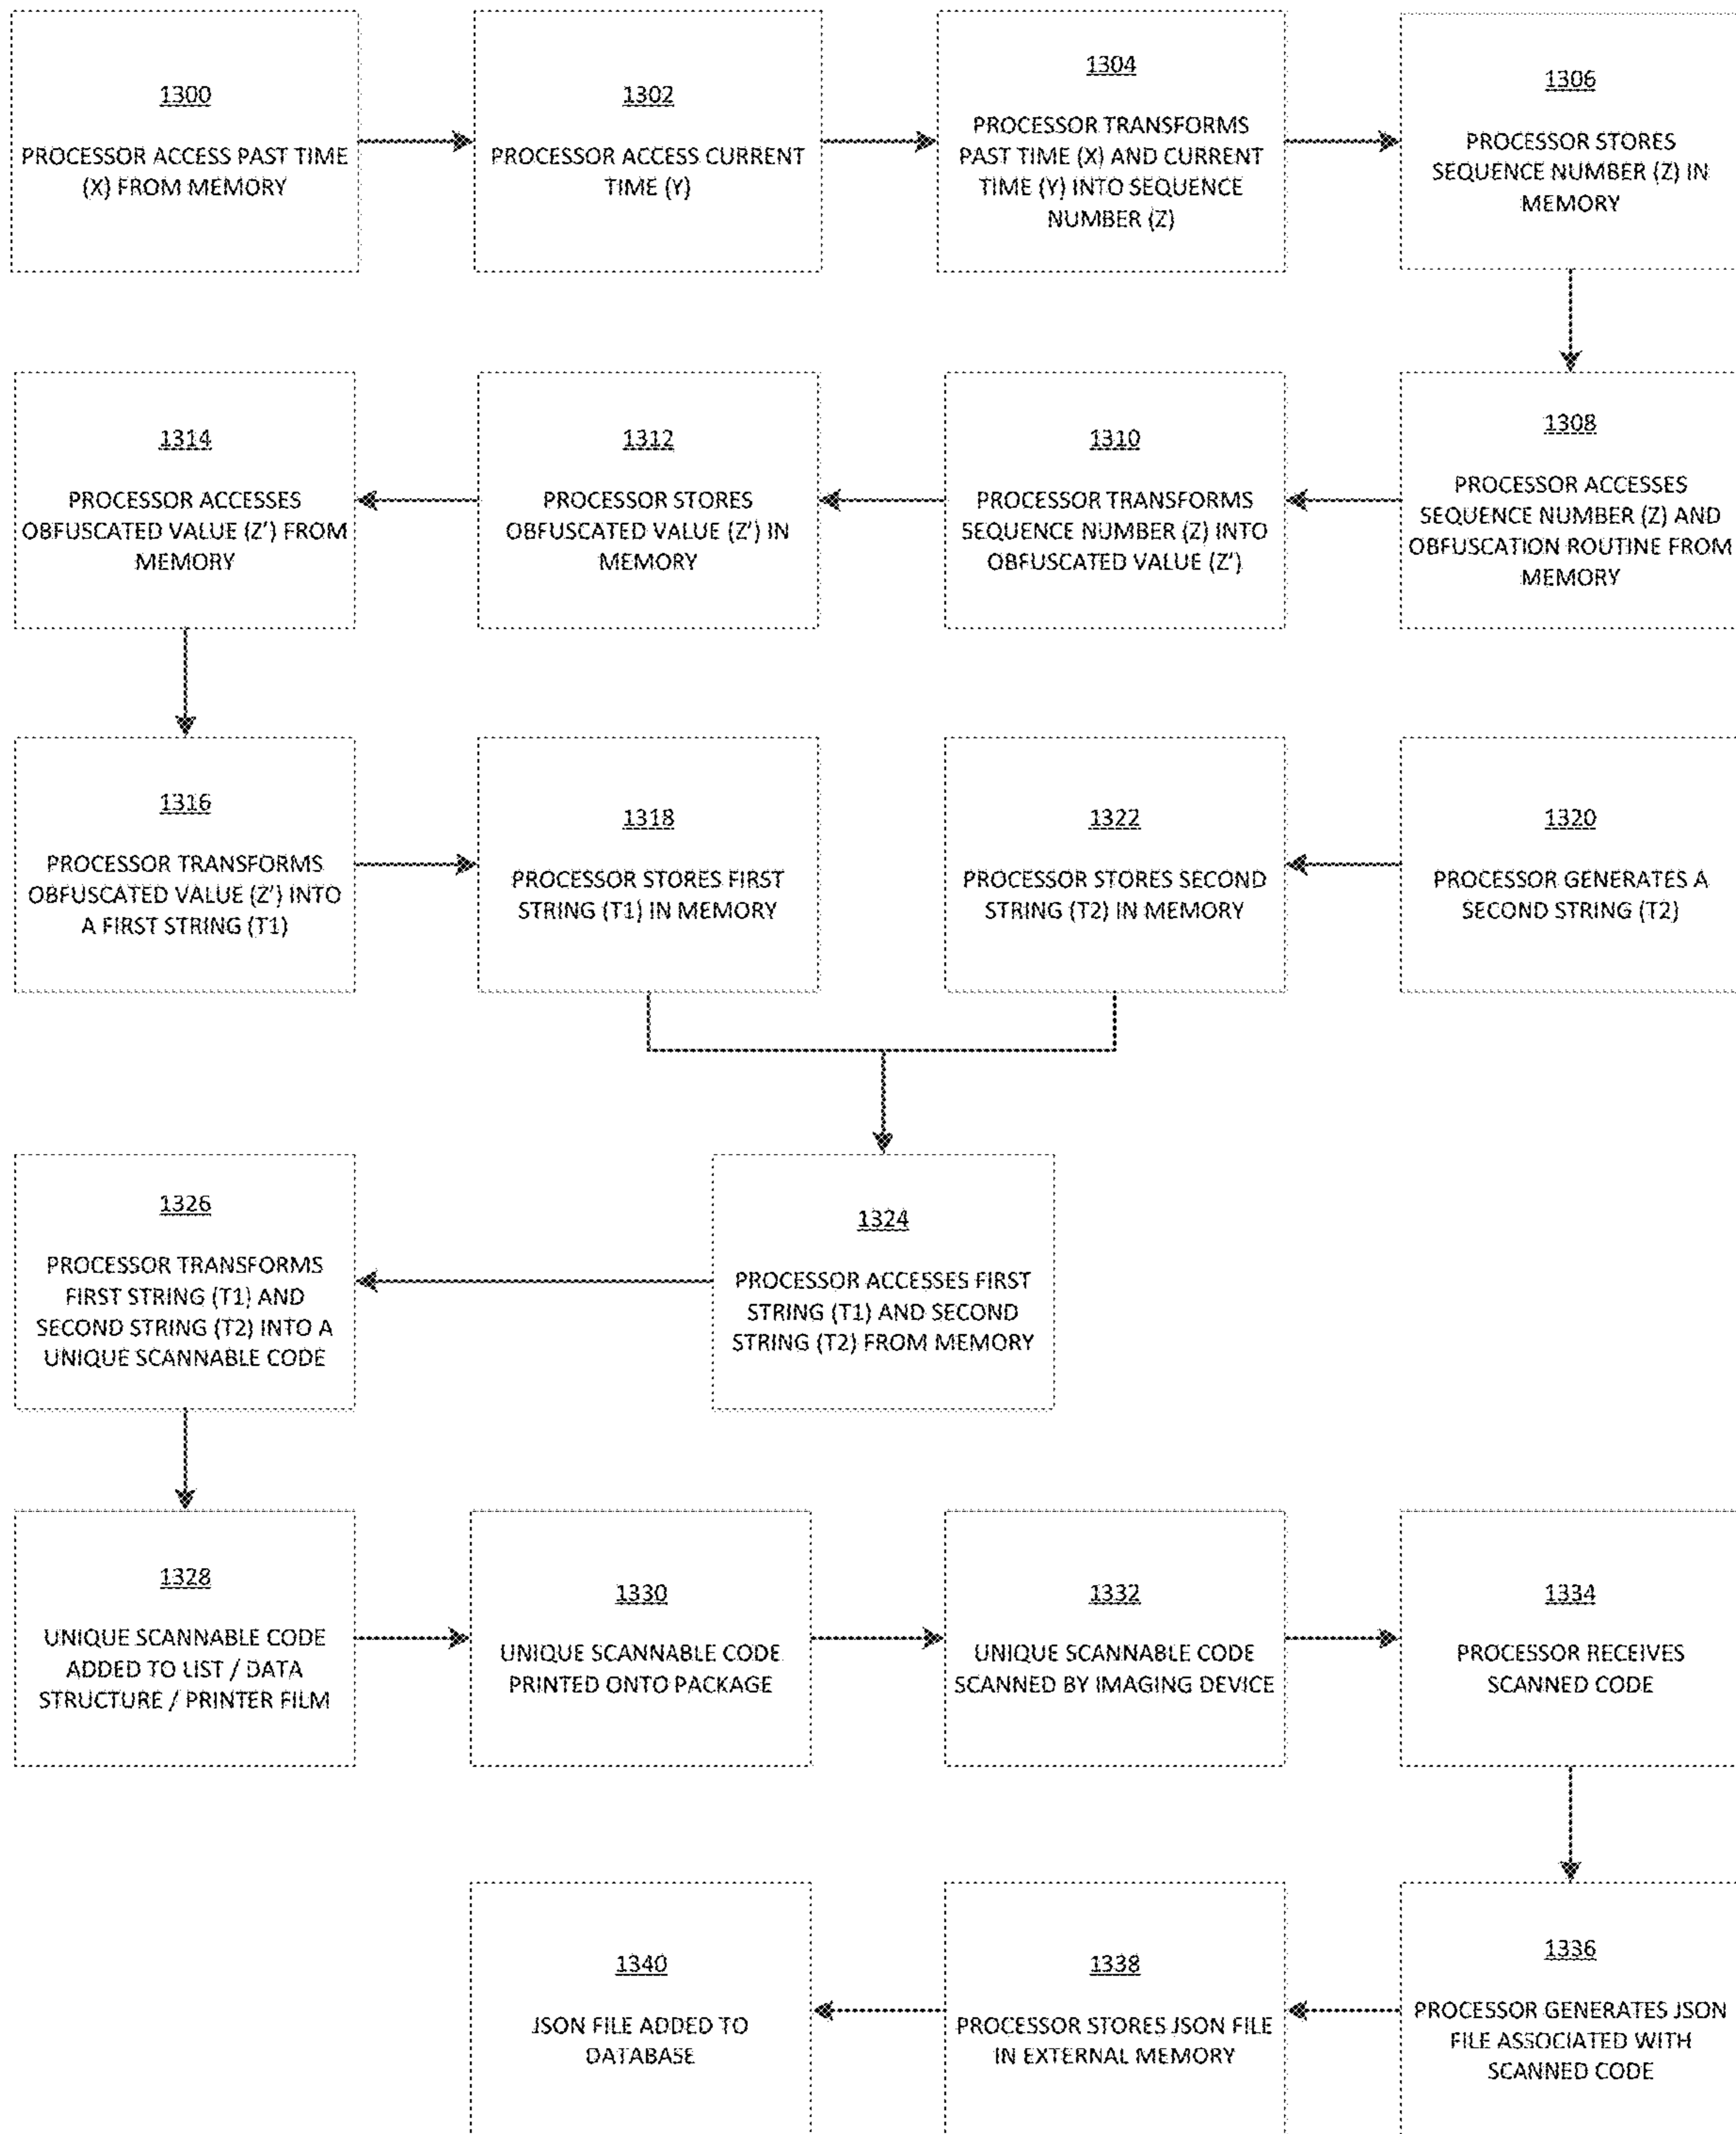 1300
PROCESSOR ACCESS PAST TIME
(X) FROM MEMORY
1302
PROCESSOR ACCESS CURRENT
TIME (Y)
1304
PROCESSOR TRANSFORMS
PAST TIME (X) AND CURRENT
TIME (Y) INTO SEQUENCE
NUMBER (Z)
1306
PROCESSOR STORES
SEQUENCE NUMBER (Z) IN
MEMORY
1314
PROCESSOR ACCESSES
OBFUSCATED VALUE (Z') FROM
MEMORY
1312
PROCESSOR STORES
OBFUSCATED VALUE (Z') IN
MEMORY
1310
PROCESSOR TRANSFORMS
SEQUENCE NUMBER (Z) INTO
OBFUSCATED VALUE (Z')
1308
PROCESSOR ACCESSES
SEQUENCE NUMBER (Z) AND
OBFUSCATION ROUTINE FROM
MEMORY
1316
PROCESSOR TRANSFORMS
OBFUSCATED VALUE (Z') INTO
A FIRST STRING (T1)
1318
PROCESSOR STORES FIRST
STRING (T1) IN MEMORY
1322
PROCESSOR STORES SECOND
STRING (T2) IN MEMORY
1320
PROCESSOR GENERATES A
SECOND STRING (T2)
1326
PROCESSOR TRANSFORMS
FIRST STRING (T1) AND
SECOND STRING (T2) INTO A
UNIQUE SCANNABLE CODE
1324
PROCESSOR ACCESSES FIRST
STRING (T1) AND SECOND
STRING (T2) FROM MEMORY
1328
UNIQUE SCANNABLE CODE
ADDED TO LIST / DATA
STRUCTURE / PRINTER FILM
1330
UNIQUE SCANNABLE CODE
PRINTED ONTO PACKAGE
1332
UNIQUE SCANNABLE CODE
SCANNED BY IMAGING DEVICE
1334
PROCESSOR RECEIVES
SCANNED CODE
1340
JSON FILE ADDED TO
DATABASE
1338
PROCESSOR STORES JSON FILE
IN EXTERNAL MEMORY
1336
PROCESSOR GENERATES JSON
FILE ASSOCIATED WITH
SCANNED CODE